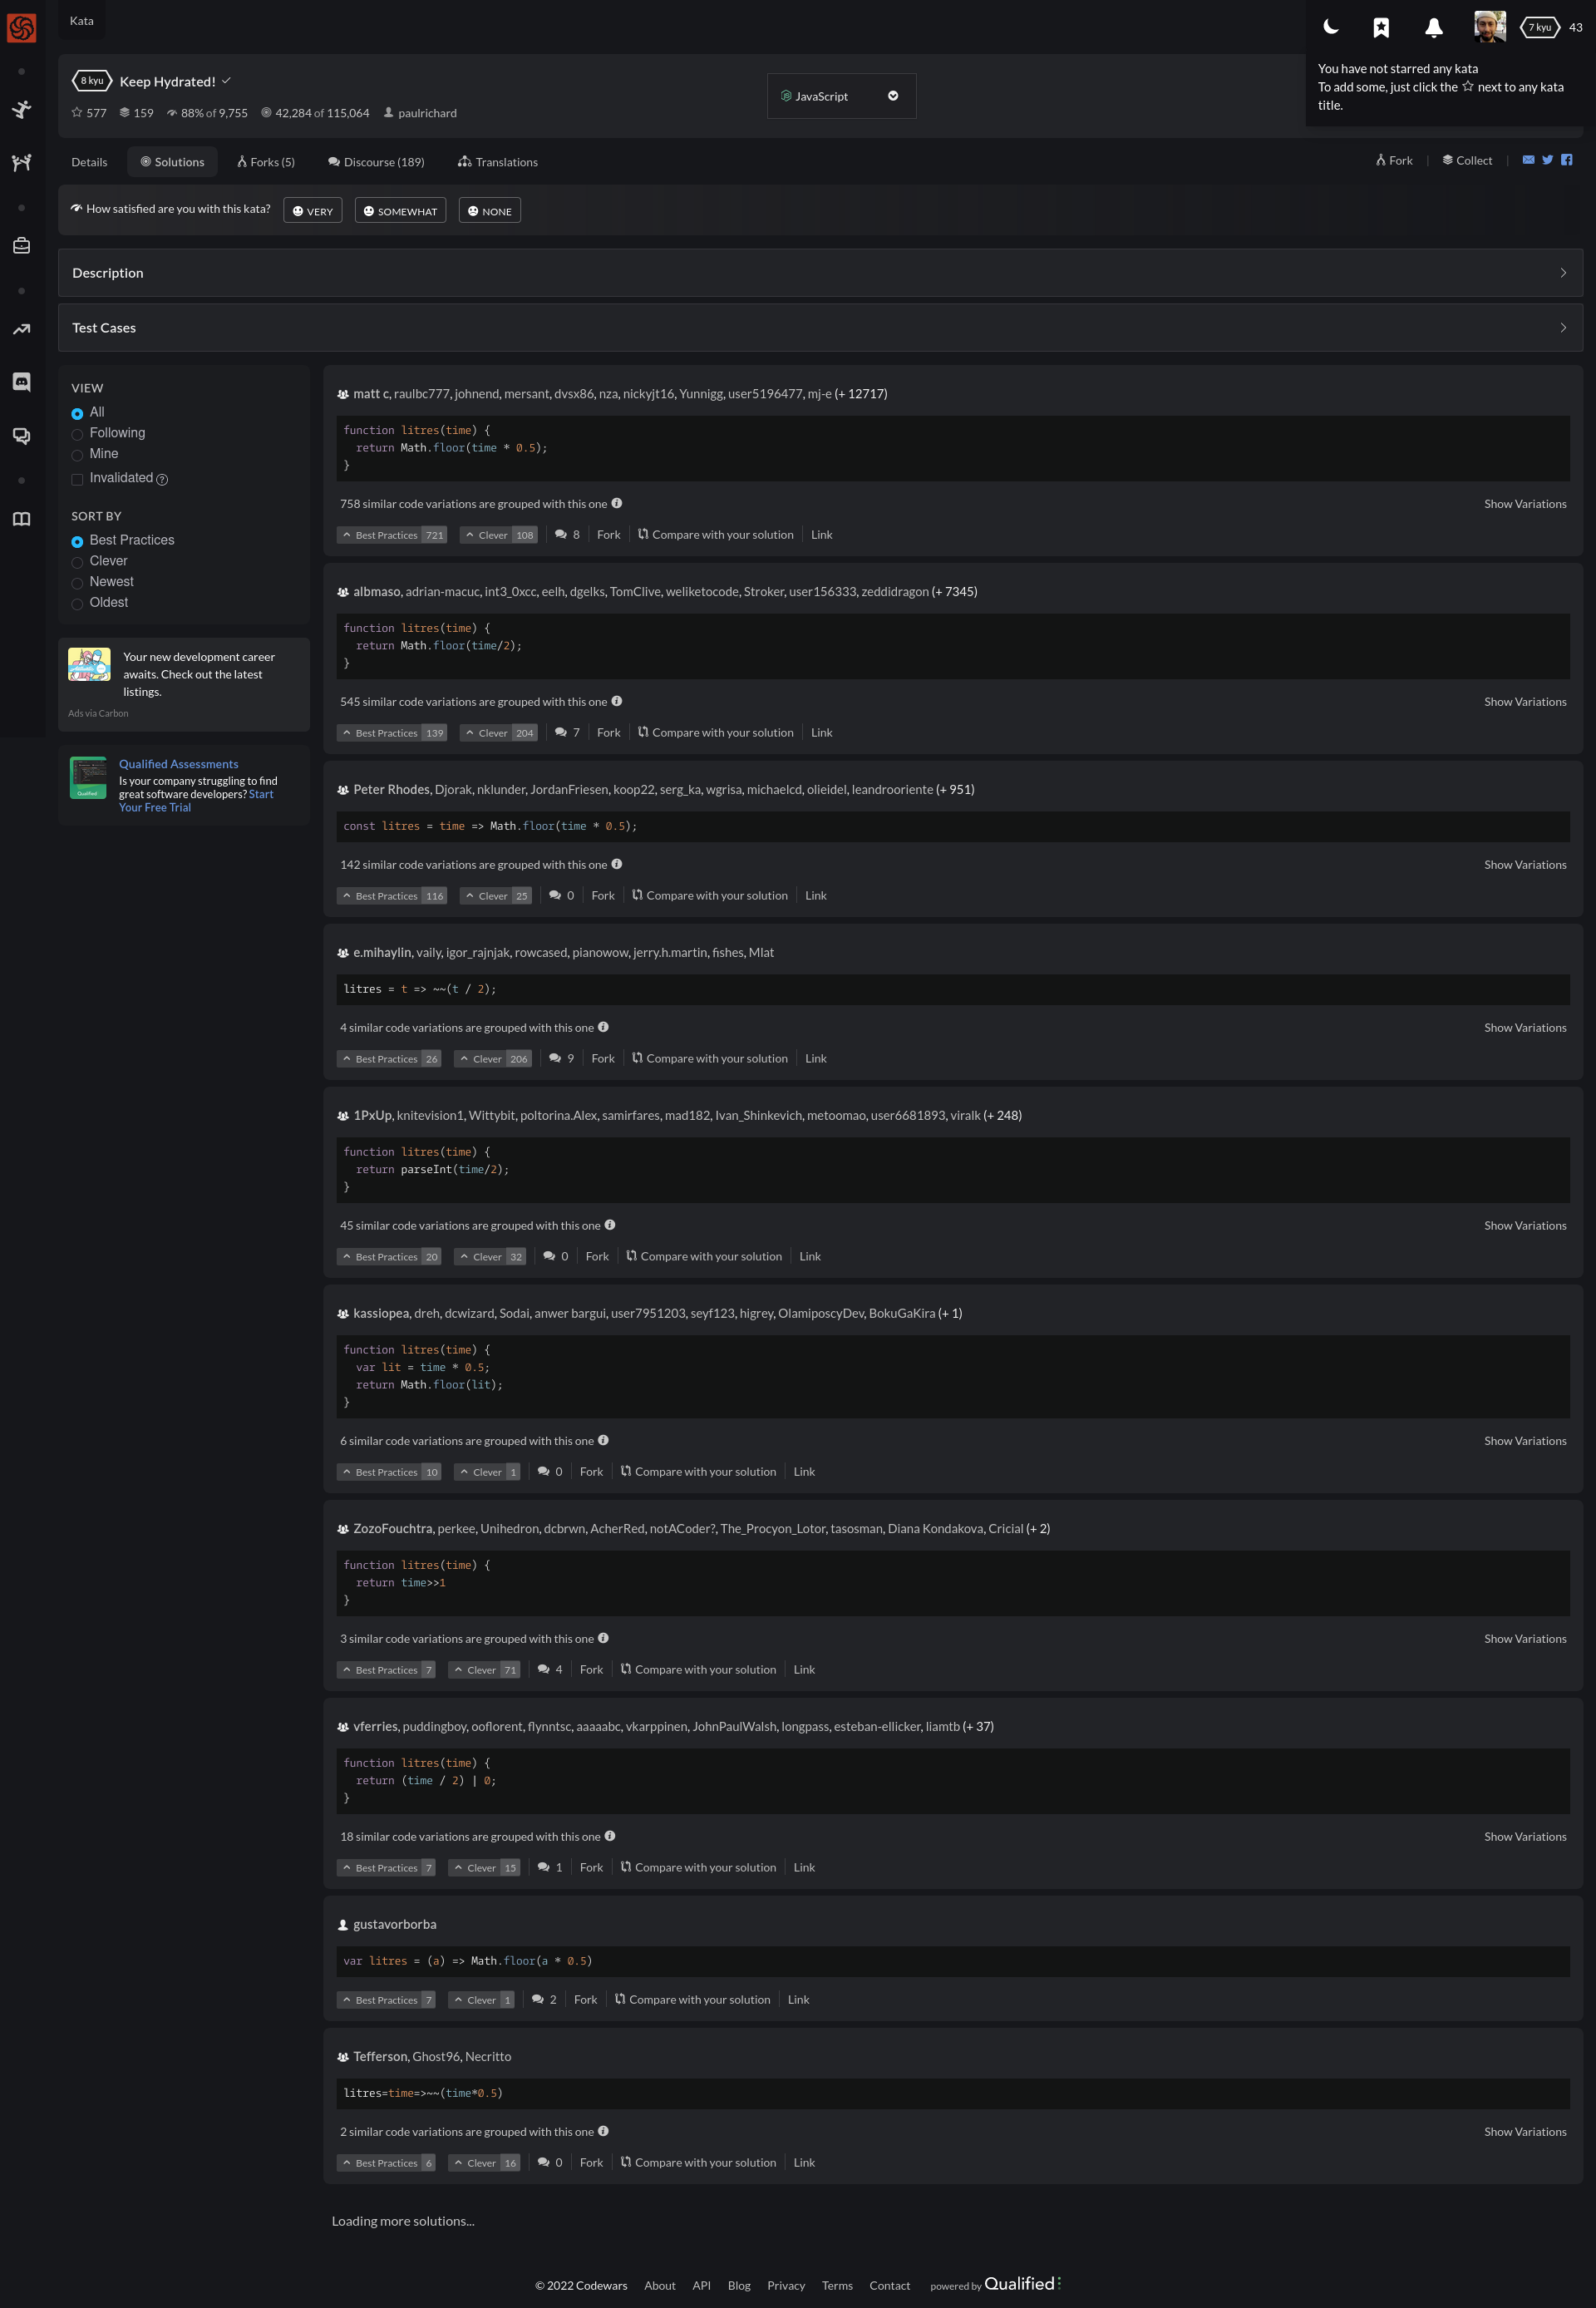 Kata
7 kyu
43
You have not starred any kata
To add some, just click the ☆ next to any kata
title.
8 kyu
Keep Hydrated!
577
159
88% of 9,755
42,284 of 115,064
paulrichard
JavaScript
Details
Solutions
Forks (5)
Discourse (189)
Translations
Fork
Collect
How satisfied are you with this kata?
VERY
SOMEWHAT
NONE
Description
Test Cases
VIEW
All
Following
Mine
Invalidated
SORT BY
Best Practices
Clever
Newest
Oldest
Your new development career
awaits. Check out the latest
listings.
Ads via Carbon
Qualified
Qualified Assessments
Is your company struggling to find
great software developers? Start
Your Free Trial
matt c, raulbc777, johnend, mersant, dvsx86, nza, nickyjt16, Yunnigg, user5196477, mj-e (+ 12717)
function litres(time) {
  return Math.floor(time * 0.5);
}
758 similar code variations are grouped with this one
Show Variations
Best Practices 721 Clever 108 8 Fork Compare with your solution Link
albmaso, adrian-macuc, int3_0xcc, eelh, dgelks, TomClive, weliketocode, Stroker, user156333, zeddidragon (+ 7345)
function litres(time) {
  return Math.floor(time/2);
}
545 similar code variations are grouped with this one
Show Variations
Best Practices 139 Clever 204 7 Fork Compare with your solution Link
Peter Rhodes, Djorak, nklunder, JordanFriesen, koop22, serg_ka, wgrisa, michaelcd, olieidel, leandrooriente (+ 951)
const litres = time => Math.floor(time * 0.5);
142 similar code variations are grouped with this one
Show Variations
Best Practices 116 Clever 25 0 Fork Compare with your solution Link
e.mihaylin, vaily, igor_rajnjak, rowcased, pianowow, jerry.h.martin, fishes, Mlat
litres = t => ~~(t / 2);
4 similar code variations are grouped with this one
Show Variations
Best Practices 26 Clever 206 9 Fork Compare with your solution Link
1PxUp, knitevision1, Wittybit, poltorina.Alex, samirfares, mad182, Ivan_Shinkevich, metoomao, user6681893, viralk (+ 248)
function litres(time) {
  return parseInt(time/2);
}
45 similar code variations are grouped with this one
Show Variations
Best Practices 20 Clever 32 0 Fork Compare with your solution Link
kassiopea, dreh, dcwizard, Sodai, anwer bargui, user7951203, seyf123, higrey, OlamiposcyDev, BokuGaKira (+ 1)
function litres(time) {
  var lit = time * 0.5;
  return Math.floor(lit);
}
6 similar code variations are grouped with this one
Show Variations
Best Practices 10 Clever 1 0 Fork Compare with your solution Link
ZozoFouchtra, perkee, Unihedron, dcbrwn, AcherRed, notACoder?, The_Procyon_Lotor, tasosman, Diana Kondakova, Cricial (+ 2)
function litres(time) {
  return time>>1
}
3 similar code variations are grouped with this one
Show Variations
Best Practices 7 Clever 71 4 Fork Compare with your solution Link
vferries, puddingboy, ooflorent, flynntsc, aaaaabc, vkarppinen, JohnPaulWalsh, longpass, esteban-ellicker, liamtb (+ 37)
function litres(time) {
  return (time / 2) | 0;
}
18 similar code variations are grouped with this one
Show Variations
Best Practices 7 Clever 15 1 Fork Compare with your solution Link
gustavorborba
var litres = (a) => Math.floor(a * 0.5)
Best Practices 7 Clever 1 2 Fork Compare with your solution Link
Tefferson, Ghost96, Necritto
litres=time=>~~(time*0.5)
2 similar code variations are grouped with this one
Show Variations
Best Practices 6 Clever 16 0 Fork Compare with your solution Link
Loading more solutions...
© 2022 Codewars About API Blog Privacy Terms Contact powered by Qualified